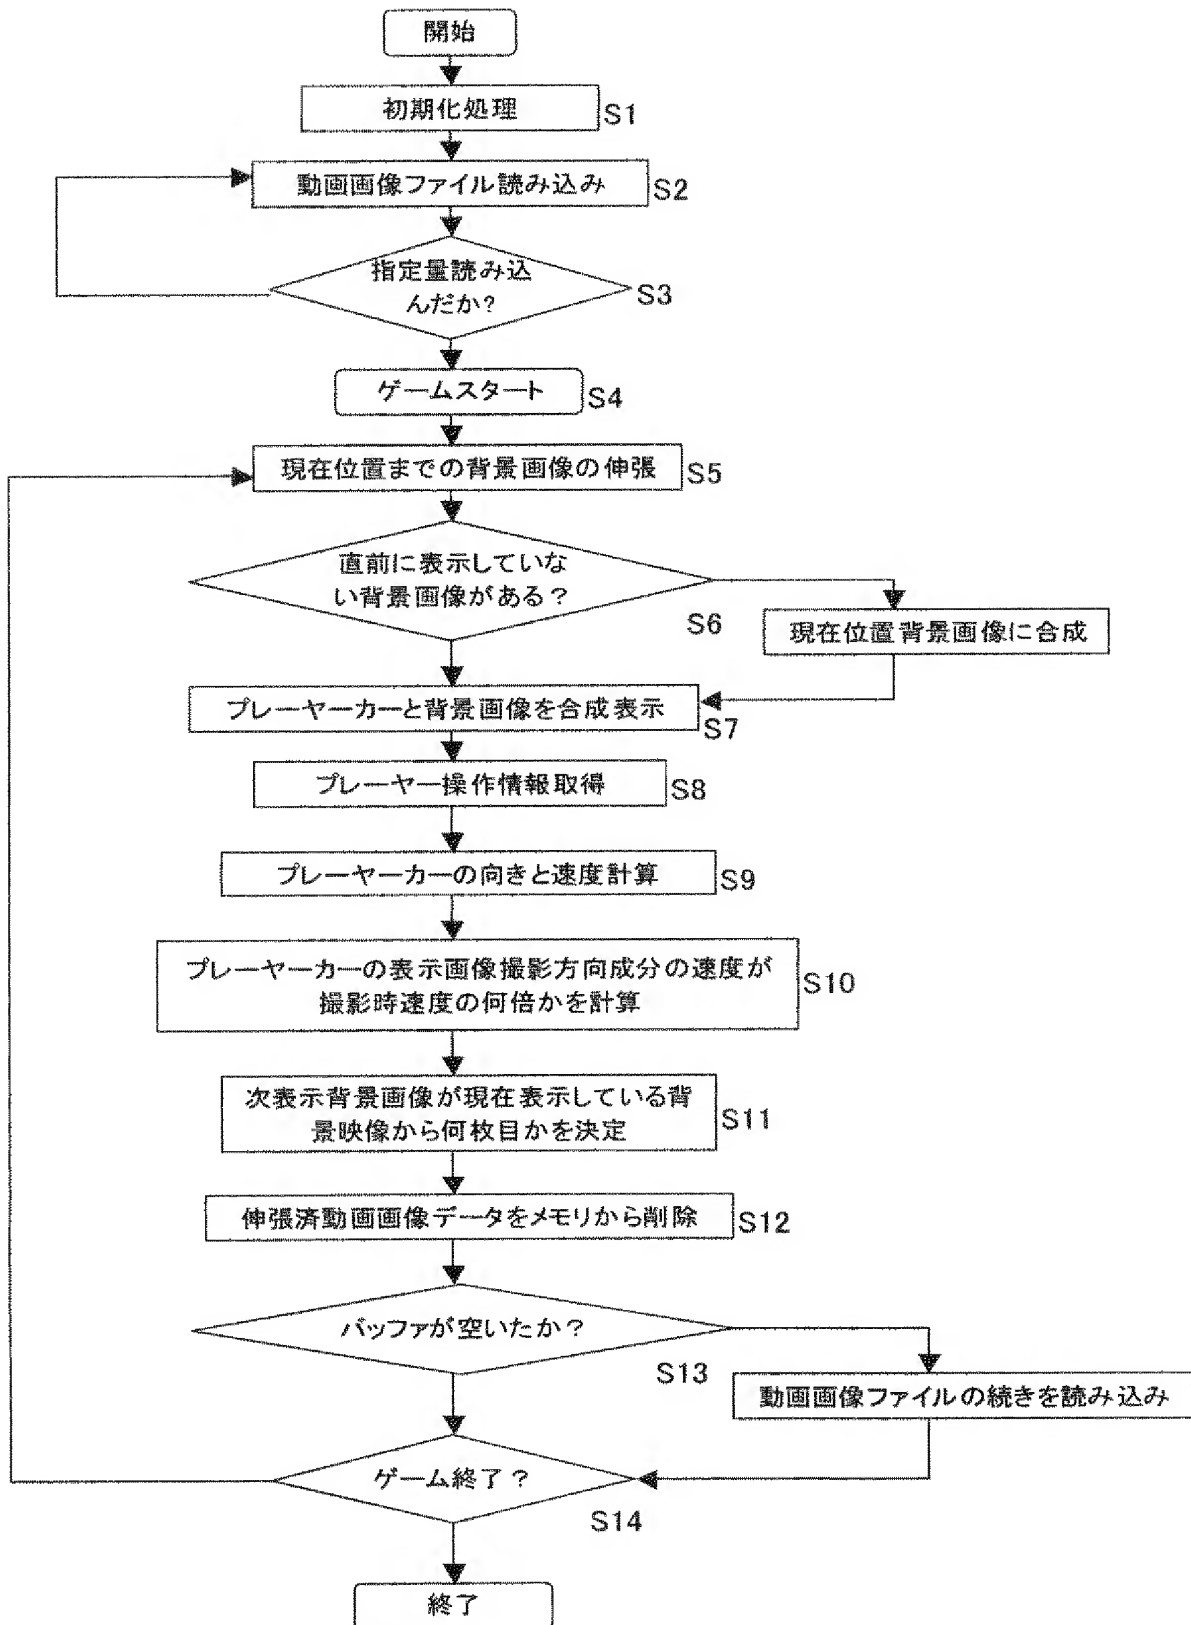 開始
初期化処理
S1
動画画像ファイル読み込み
S2
指定量読み込
んだか?
S3
ゲームスタート
S4
現在位置までの背景画像の伸張
S5
直前に表示していな
い背景画像がある?
S6
現在位置背景画像に合成
プレーヤーカーと背景画像を合成表示
S7
プレーヤー操作情報取得
S8
プレーヤーカーの向きと速度計算
S9
プレーヤーカーの表示画像撮影方向成分の速度が
撮影時速度の何倍かを計算
S10
次表示背景画像が現在表示している背
景映像から何枚目かを決定
S11
伸張済動画画像データをメモリから削除
S12
バッファが空いたか?
S13
動画画像ファイルの続きを読み込み
ゲーム終了?
S14
終了